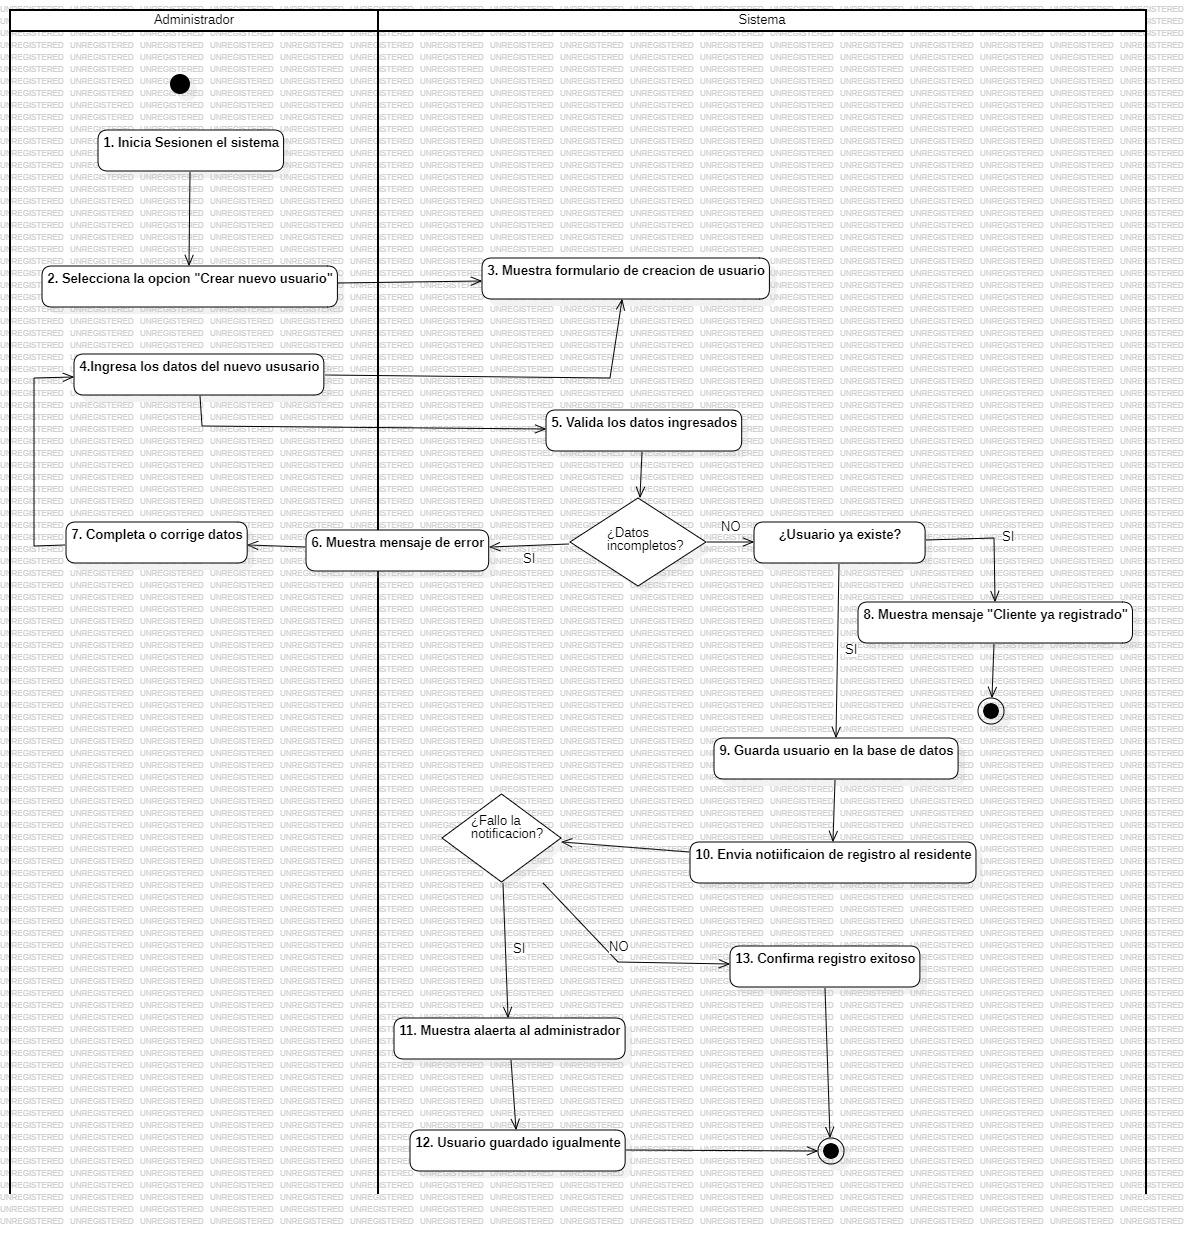 Administrador
Sistema
1. Inicia Sesionen el sistema
2. Selecciona la opcion "Crear nuevo usuario"
3. Muestra formulario de creacion de usuario
4.Ingresa los datos del nuevo ususario
5. Valida los datos ingresados
¿Datos
incompletos?
NO
SI
¿Usuario ya existe?
SI
6. Muestra mensaje de error
7. Completa o corrige datos
8. Muestra mensaje "Cliente ya registrado"
SI
9. Guarda usuario en la base de datos
10. Envia notiificaion de registro al residente
¿Fallo la
notificacion?
SI
NO
13. Confirma registro exitoso
11. Muestra alaerta al administrador
12. Usuario guardado igualmente
UNREGISTERED